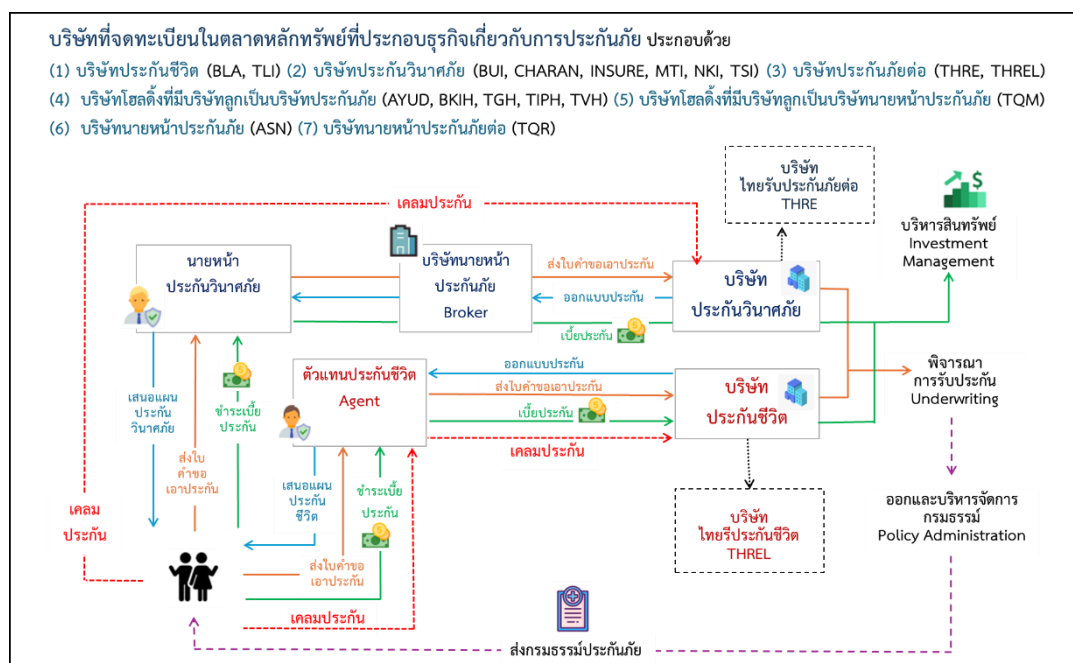 บริษัทที่จดทะเบียนในตลาดหลักทรัพย์ที่ประกอบธุรกิจเกี่ยวกับการประกันภัย ประกอบด้วย
(1) บริษัทประกันชีวิต (BLA, TLI) (2) บริษัทประกันวินาศภัย (BUI, CHARAN, INSURE, MTI, NKI, TSI) (3) บริษัทประกันภัยต่อ (THRE, THREL)
(4) บริษัทโฮลดิ้งที่มีบริษัทลูกเป็นบริษัทประกันภัย (AYUD, BKIH, TGH, TIPH, TVH) (5) บริษัทโฮลดิ้งที่มีบริษัทลูกเป็นบริษัทนายหน้าประกันภัย (TQM)
(6) บริษัทนายหน้าประกันภัย (ASN) (7) บริษัทนายหน้าประกันภัยต่อ (TQR)
บริษัท
ไทยรับประกันภัยต่อ
THRE
เคลมประกัน
บริหารสินทรัพย์
Investment
Management
นายหน้า
ประกันวินาศภัย
บริษัทนายหน้า
ประกันภัย
Broker
ส่งใบคำขอเอาประกัน
ออกแบบประกัน
เบี้ยประกัน
บริษัท
ประกันวินาศภัย
ตัวแทนประกันชีวิต
Agent
ออกแบบประกัน
ส่งใบคำขอเอาประกัน
เบี้ยประกัน
เคลมประกัน
บริษัท
ประกันชีวิต
พิจารณา
การรับประกัน
Underwriting
เสนอแผน
ประกัน
วินาศภัย
ส่งใบ
คำขอ
เอาประกัน
ชำระเบี้ย
ประกัน
เสนอแผน
ประกัน
ชีวิต
ชำระเบี้ย
ประกัน
เคลม
ประกัน
ส่งใบคำขอ
เอาประกัน
เคลมประกัน
บริษัท
ไทยรีประกันชีวิต
THREL
ออกและบริหารจัดการ
กรมธรรม์
Policy Administration
ส่งกรมธรรม์ประกันภัย